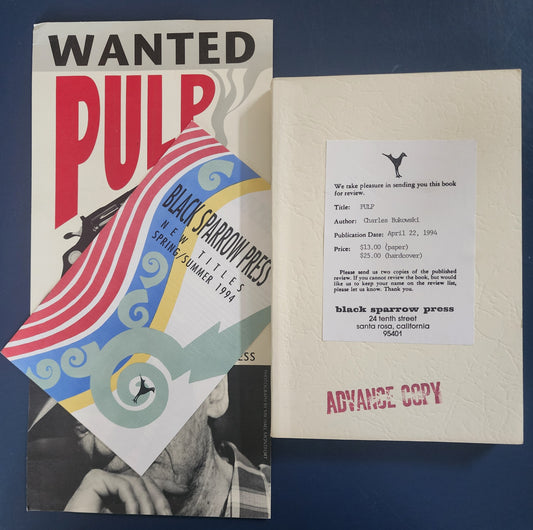 WANTED
PULP
BLACK SPARROW PRESS
NEW TITLES
SPRING/SUMMER 1994
ESS
We take pleasure in sending you this book
for review.
Title: PULP
Author: Charles Bukowski
Publication Date: April 22, 1994
Price: $13.00 (paper)
$25.00 (hardcover)
Please send us two copies of the published
review. If you cannot review the book, but would
like us to keep your name on the review list,
please let us know. Thank you.
black sparrow press
24 tenth street
santa rosa, california
95401
ADVANCE COPY